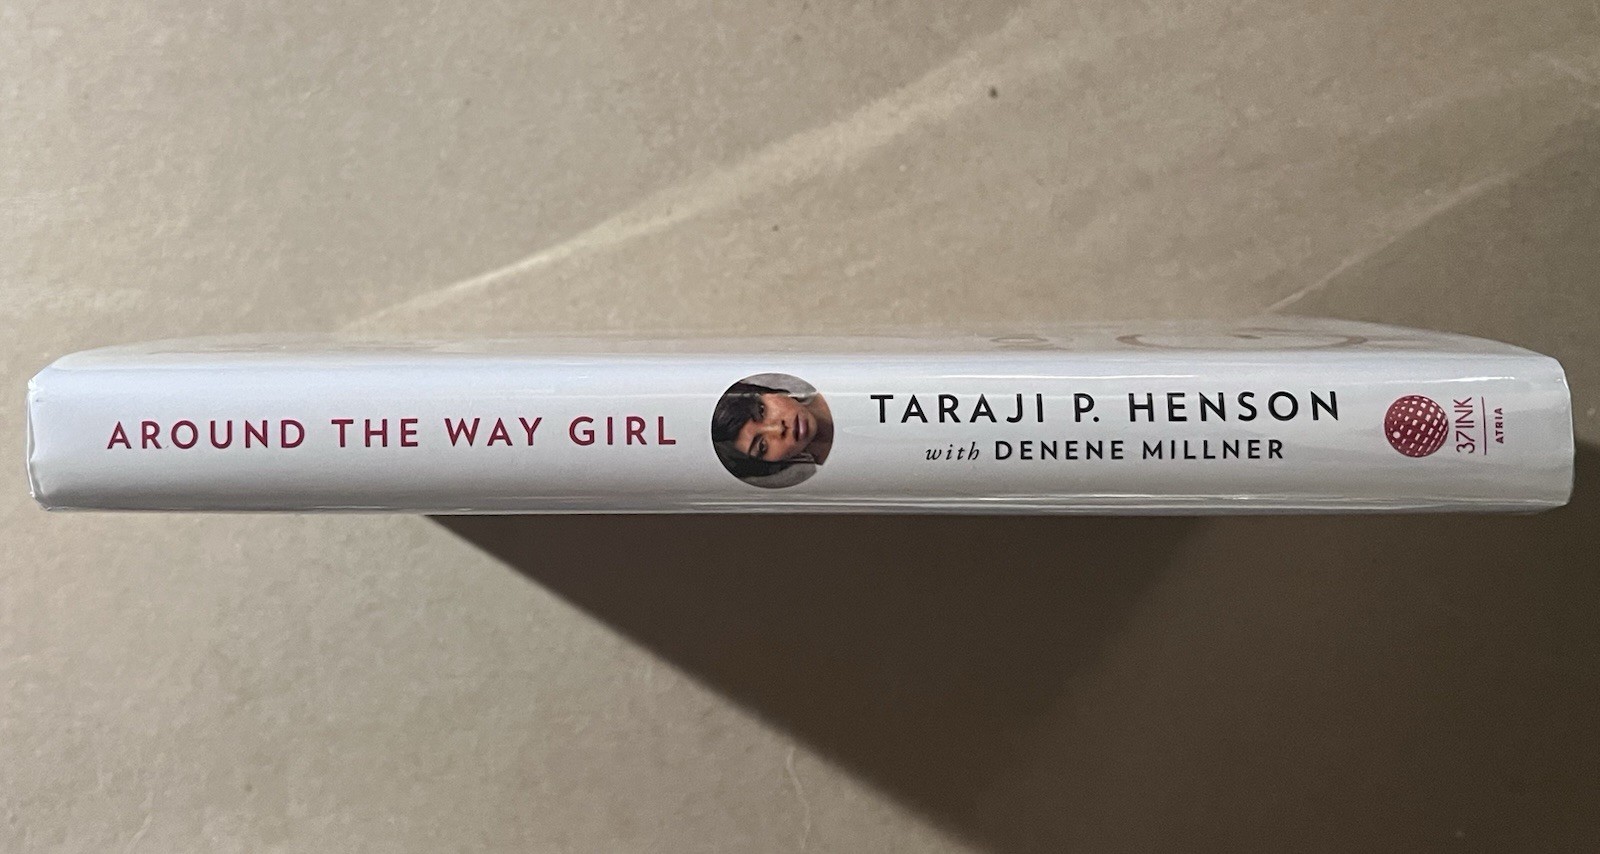 AROUND THE WAY GIRL
TARAJI P. HENSON
with DENENE MILLNER
37INK
ATRIA